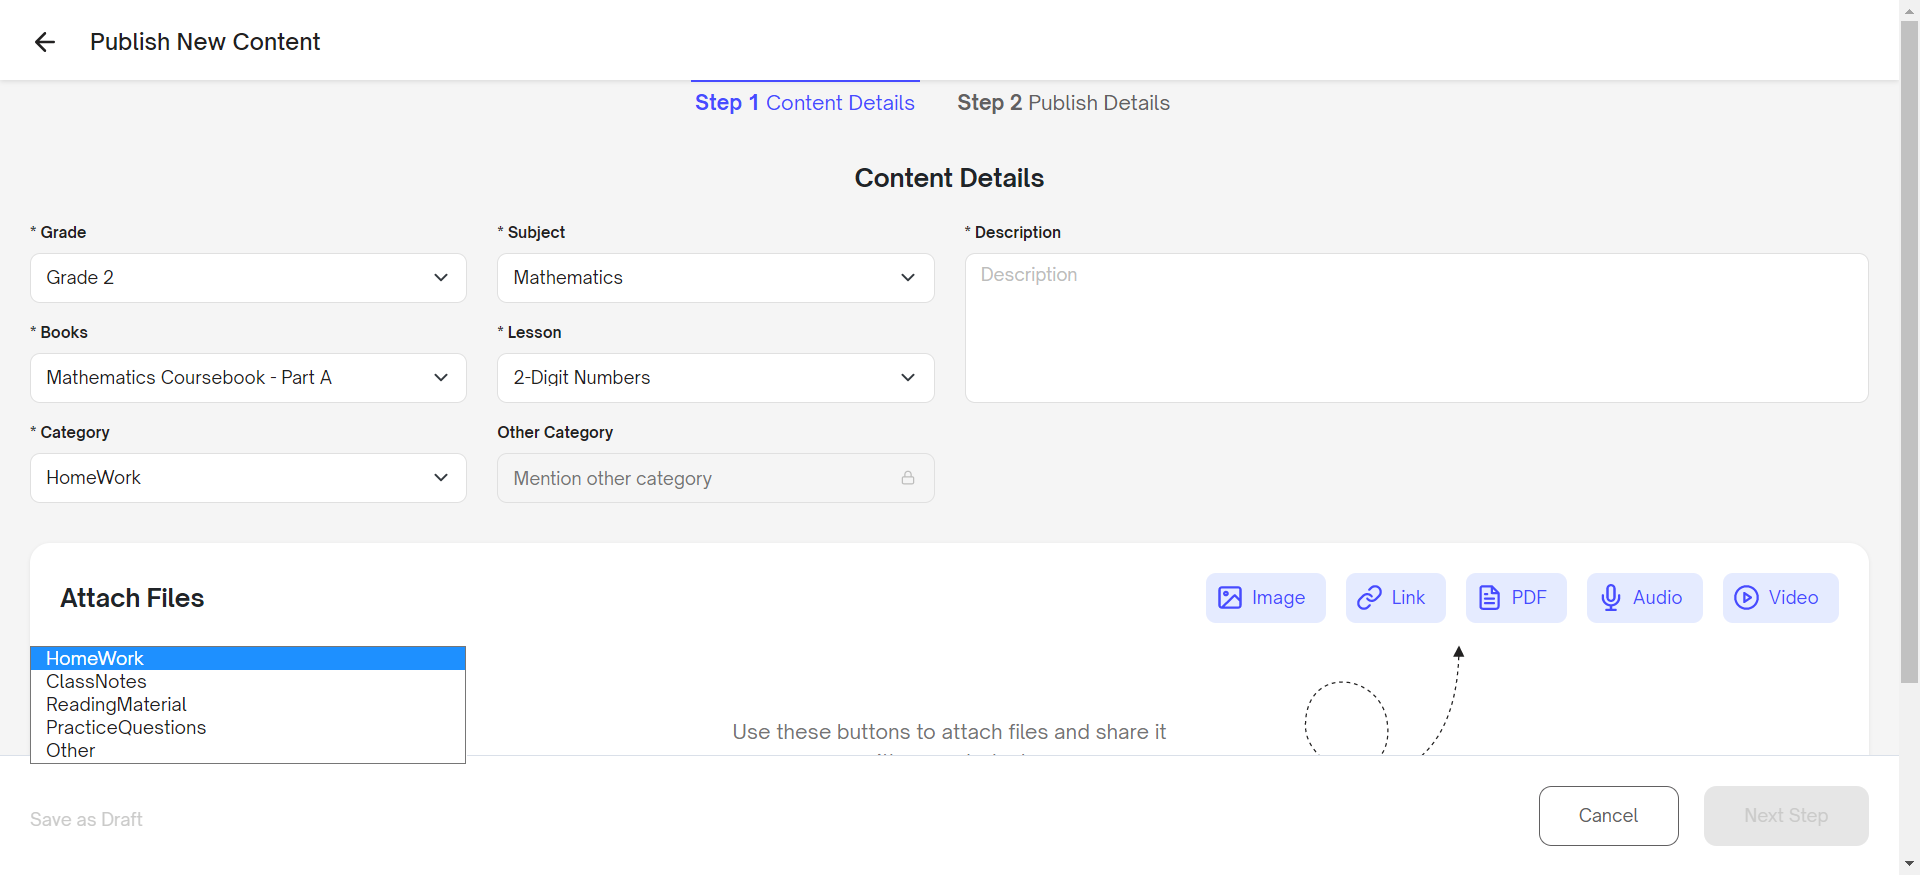 Publish New Content
Step 1 Content Details
Step 2 Publish Details
Content Details
* Grade
* Subject
* Description
Grade 2
Mathematics
Description
* Books
* Lesson
Mathematics Coursebook - Part A
2-Digit Numbers
* Category
Other Category
HomeWork
Mention other category
Attach Files
Image
Link
PDF
Audio
Video
HomeWork
ClassNotes
ReadingMaterial
PracticeQuestions
Other
Use these buttons to attach files and share it
Save as Draft
Cancel
Next Step